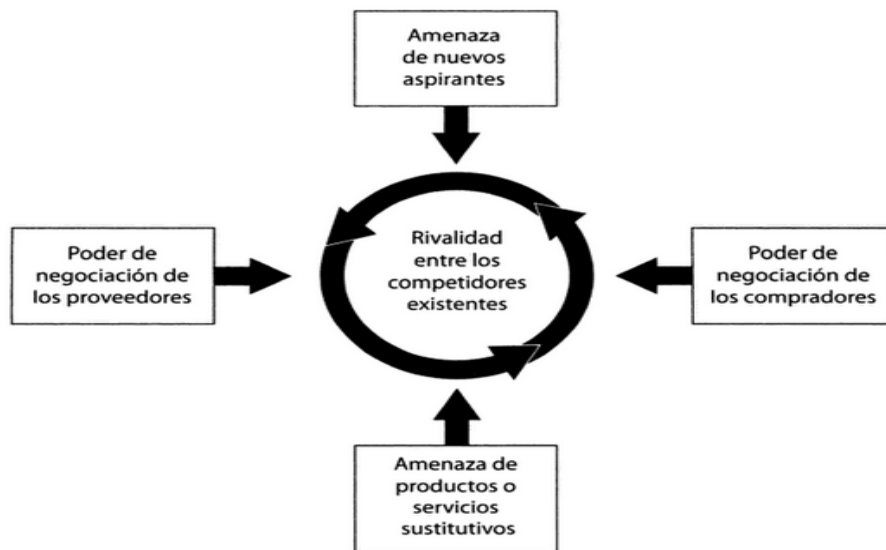 Amenaza
de nuevos
aspirantes
Poder de
negociación de
los proveedores
Rivalidad
entre los
competidores
existentes
Poder de
negociación de
los compradores
Amenaza de
productos o
servicios
sustitutivos